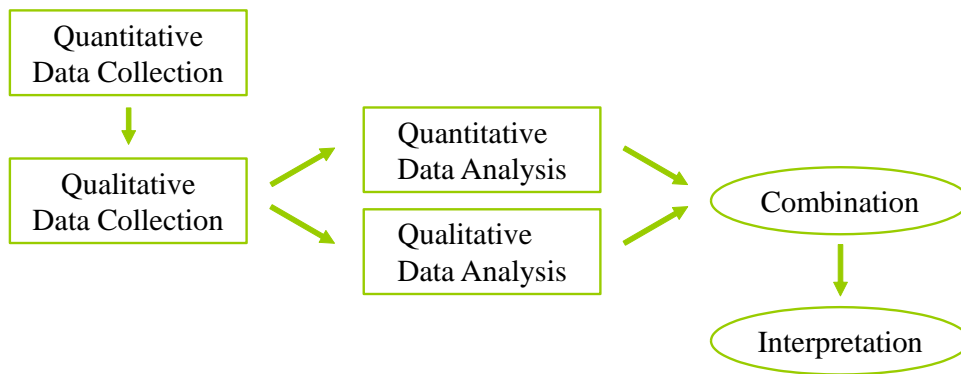 Quantitative
Data Collection
Qualitative
Data Collection
Quantitative
Data Analysis
Qualitative
Data Analysis
Combination
Interpretation